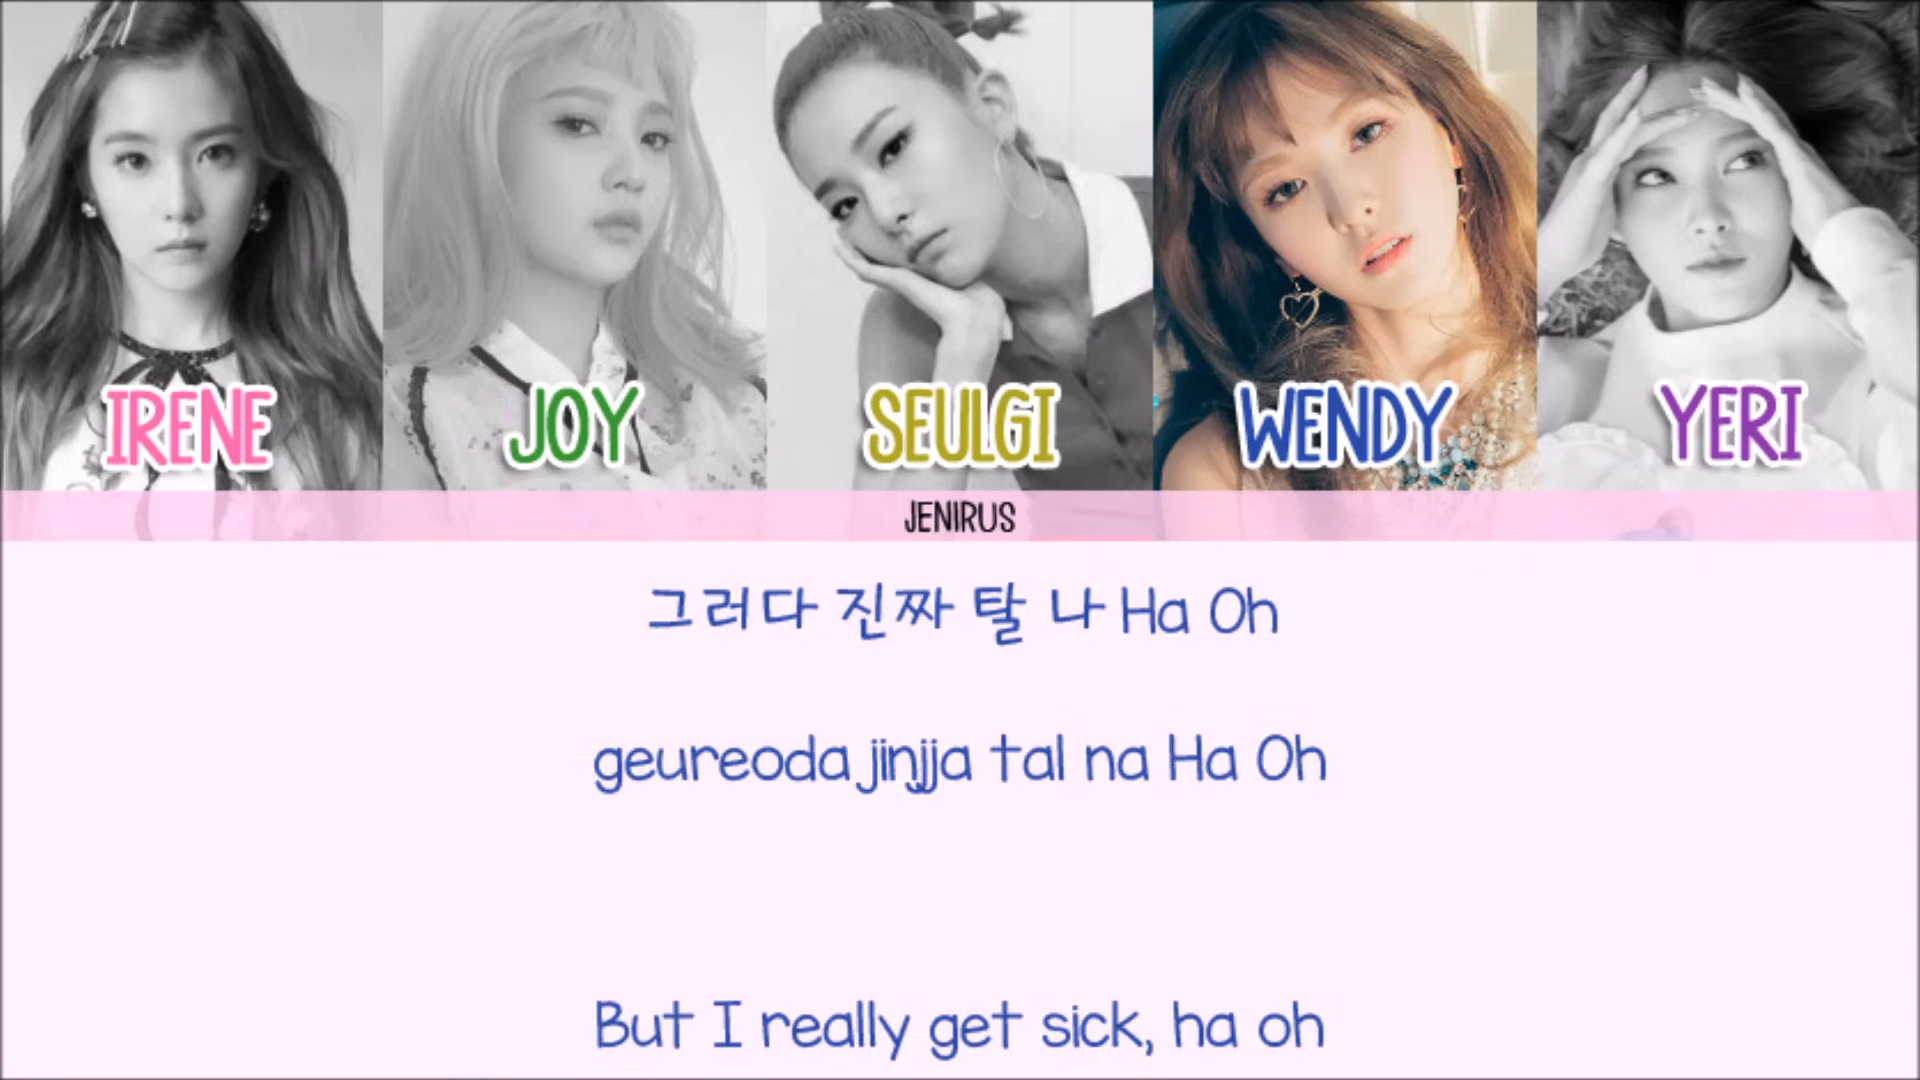 IRENE JOY SEULGI WENDY YERI
JENIRUS
그러다 진짜 탈 나 Ha Oh
geureoda jinjja tal na Ha Oh
But I really get sick, ha oh